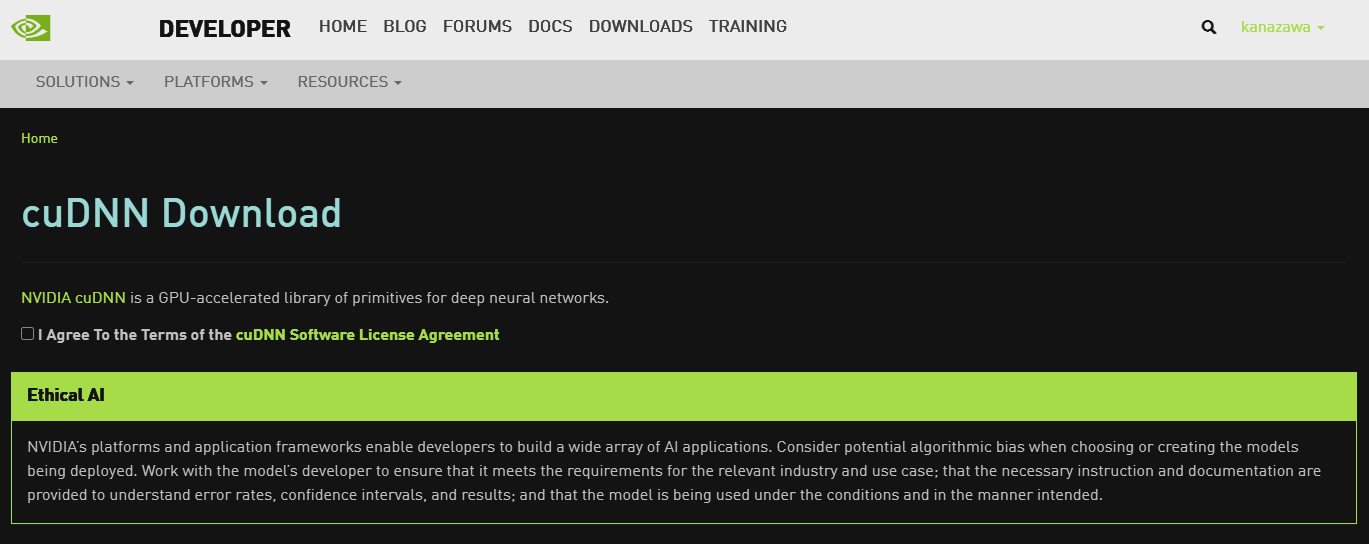 DEVELOPER HOME BLOG FORUMS DOCS DOWNLOADS TRAINING kanazawa
SOLUTIONS PLATFORMS RESOURCES
Home
cuDNN Download
NVIDIA cuDNN is a GPU-accelerated library of primitives for deep neural networks.
I Agree To the Terms of the cuDNN Software License Agreement
Ethical AI
NVIDIA’s platforms and application frameworks enable developers to build a wide array of AI applications. Consider potential algorithmic bias when choosing or creating the models
being deployed. Work with the model’s developer to ensure that it meets the requirements for the relevant industry and use case; that the necessary instruction and documentation are
provided to understand error rates, confidence intervals, and results; and that the model is being used under the conditions and in the manner intended.